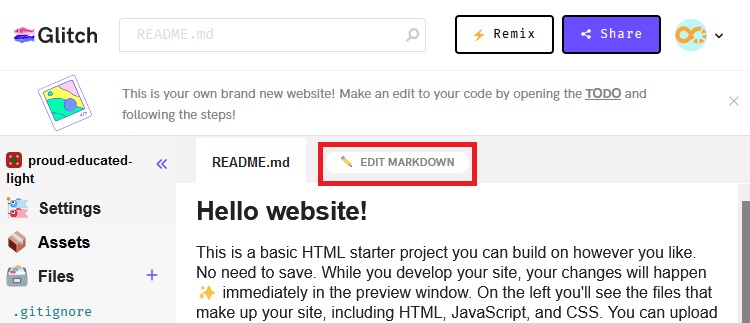 Glitch
README.md
Remix
Share
This is your own brand new website! Make an edit to your code by opening the TODO and
following the steps!
proud-educated-
light
README.md
EDIT MARKDOWN
Settings
Assets
Files
.gitignore
Hello website!
This is a basic HTML starter project you can build on however you like.
No need to save. While you develop your site, your changes will happen
✨ immediately in the preview window. On the left you'll see the files that
make up your site, including HTML, JavaScript, and CSS. You can upload